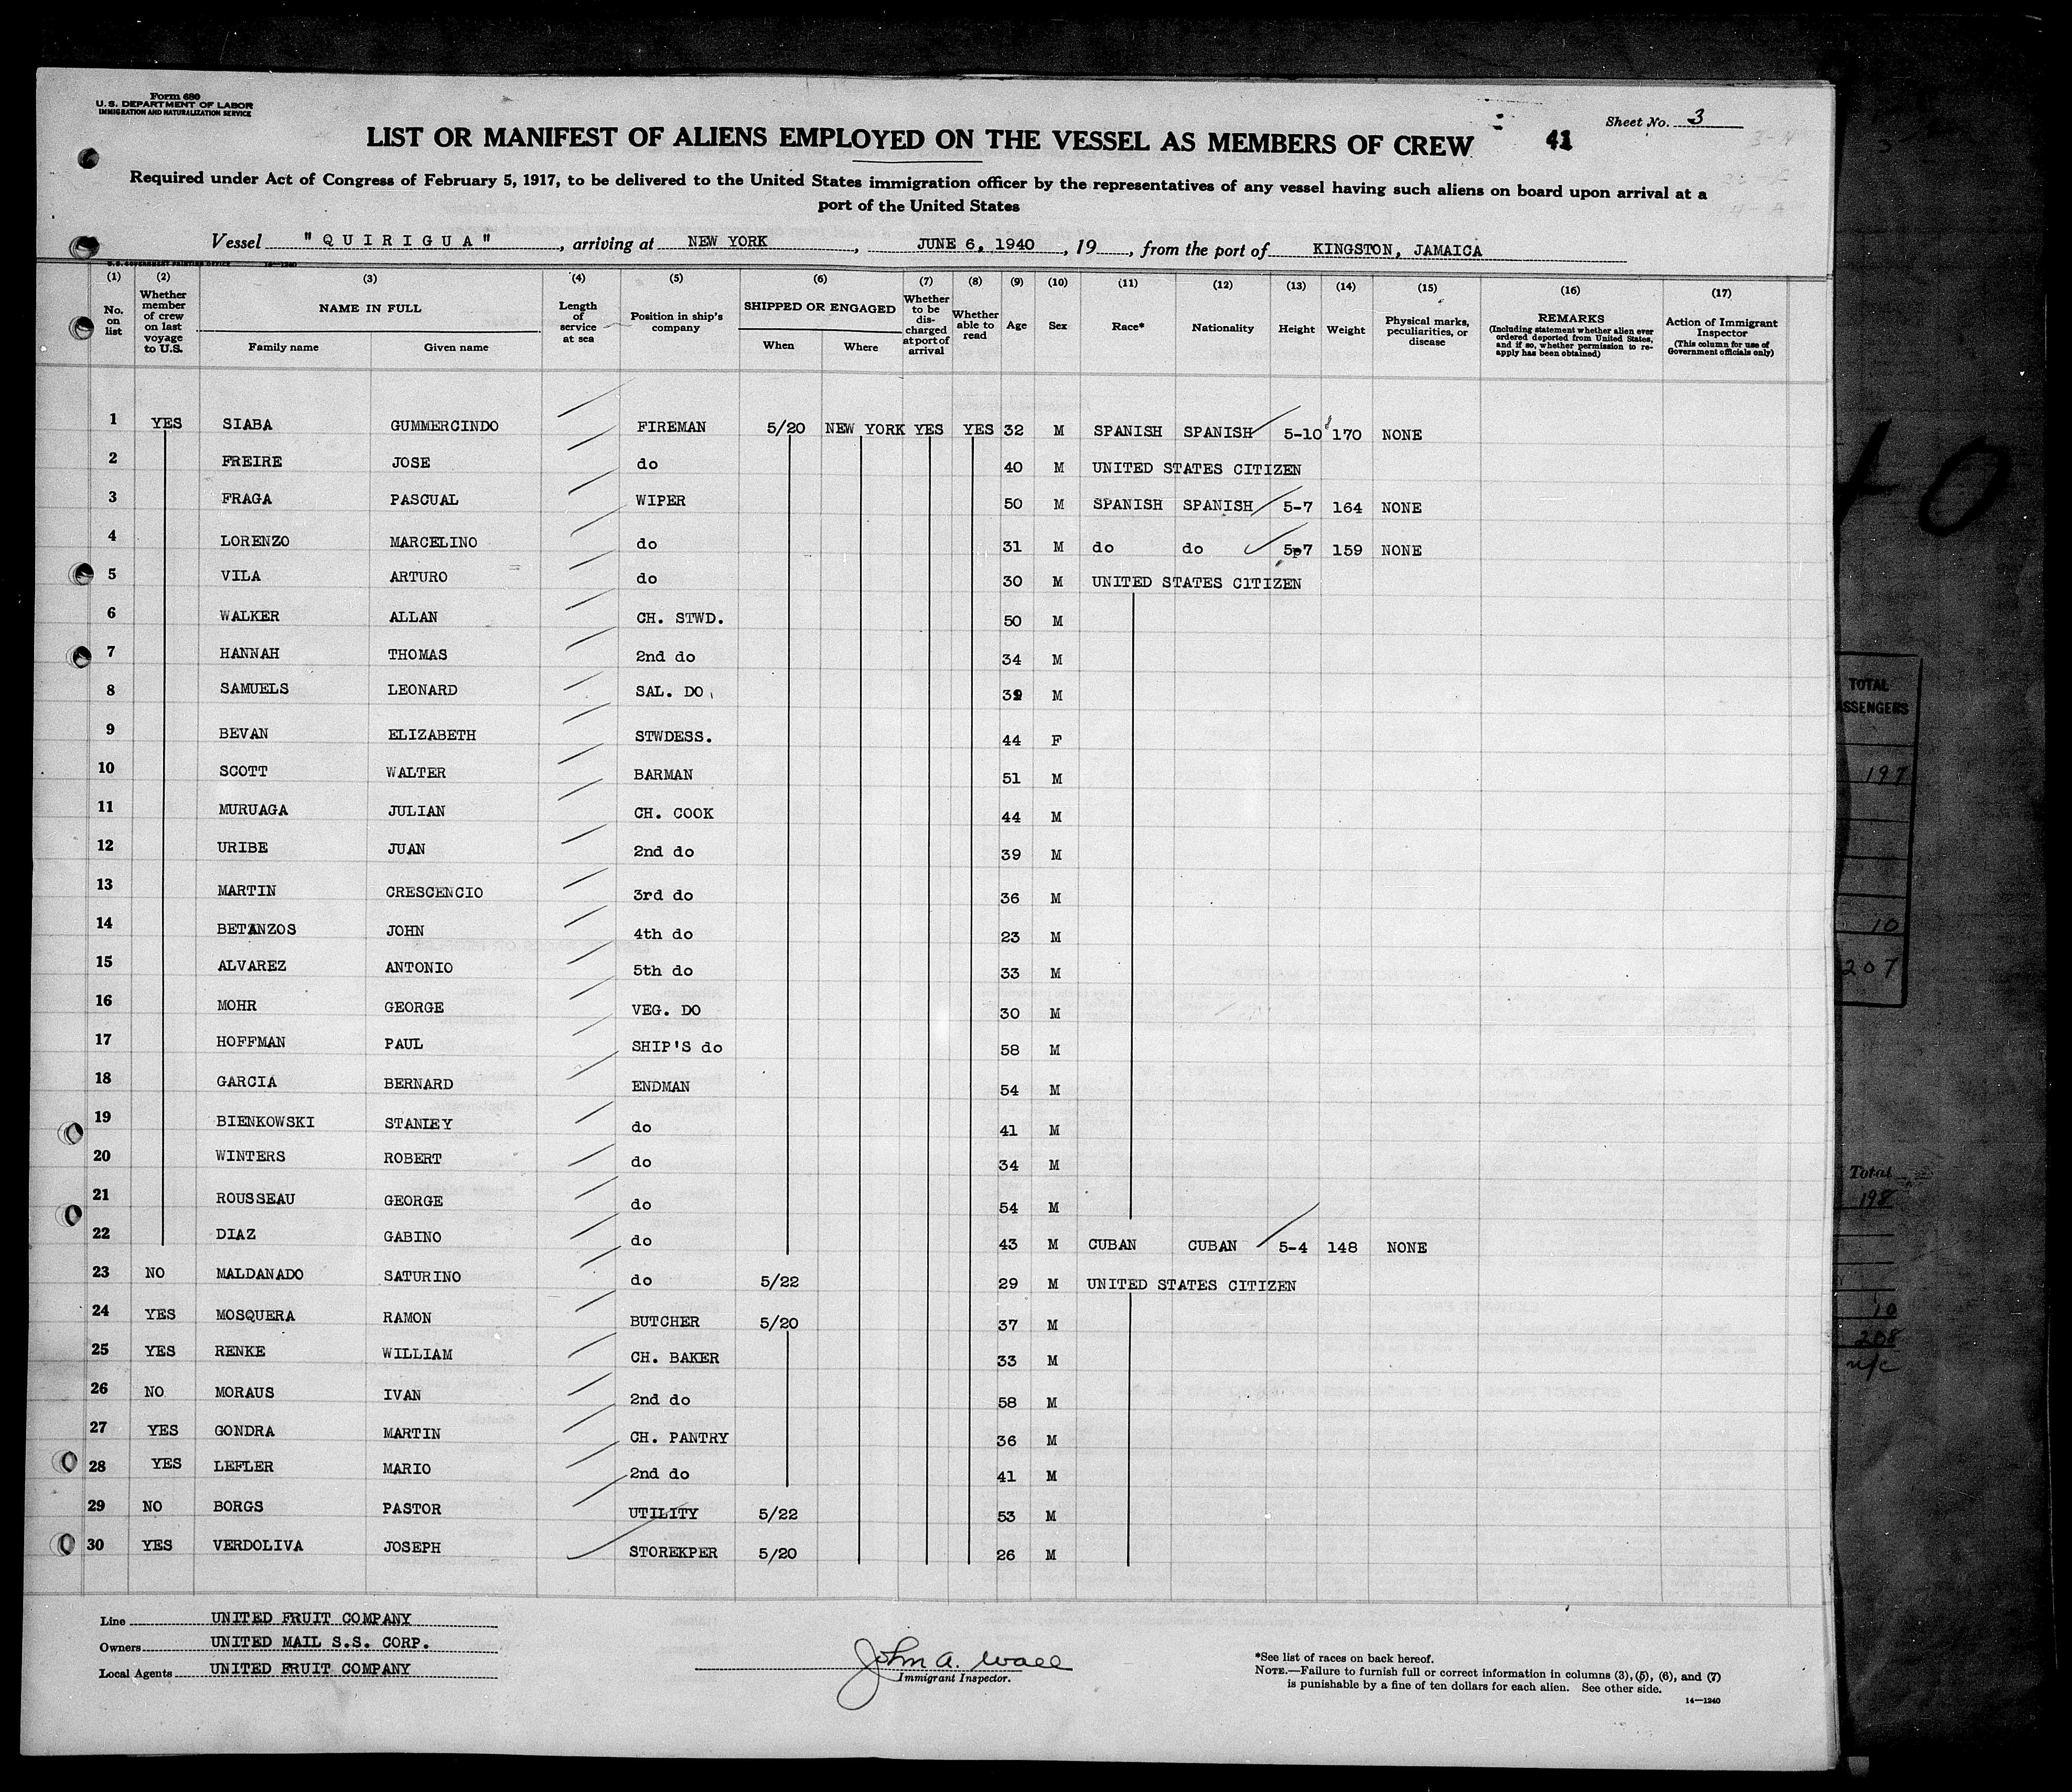 Form 680
U. S. DEPARTMENT OF LABOR
IMMIGRATION AND NATURALIZATION SERVICE
Sheet No. 3
LIST OR MANIFEST OF ALIENS EMPLOYED ON THE VESSEL AS MEMBERS OF CREW 41
Required under Act of Congress of February 5, 1917, to be delivered to the United States immigration officer by the representatives of any vessel having such aliens on board upon arrival at a
port of the United States
Vessel "QUIRIGUA", arriving at NEW YORK, JUNE 6, 1940, 19, from the port of KINGSTON, JAMAICA
U. S. GOVERNMENT PRINTING OFFICE 14-1240
(1) (2) (3) (4) (5) (6) (7) (8) (9) (10) (11) (12) (13) (14) (15) (16) (17)
No. on list
Whether member of crew on last voyage to U.S.
NAME IN FULL
Family name Given name
Length of service at sea
Position in ship's company
SHIPPED OR ENGAGED
When Where
Whether to be discharged at port of arrival
Whether able to read
Age Sex Race* Nationality Height Weight
Physical marks, peculiarities, or disease
REMARKS
(Including statement whether alien ever ordered deported from United States, and if so, whether permission to re-apply has been obtained)
Action of Immigrant Inspector
(This column for use of Government officials only)
1 YES SIABA GUMMERCINDO FIREMAN 5/20 NEW YORK YES YES 32 M SPANISH SPANISH 5-10 170 NONE
2 FREIRE JOSE do 40 M UNITED STATES CITIZEN
3 FRAGA PASCUAL WIPER 50 M SPANISH SPANISH 5-7 164 NONE
4 LORENZO MARCELINO do 31 M do do 5-7 159 NONE
5 VILA ARTURO do 30 M UNITED STATES CITIZEN
6 WALKER ALLAN CH. STWD. 50 M
7 HANNAH THOMAS 2nd do 34 M
8 SAMUELS LEONARD SAL. DO M
9 BEVAN ELIZABETH STWDESS. 44 F
10 SCOTT WALTER BARMAN 51 M
11 MURUAGA JULIAN CH. COOK 44 M
12 URIBE JUAN 2nd do 39 M
13 MARTIN CRESCENCIO 3rd do 36 M
14 BETANZOS JOHN 4th do 23 M
15 ALVAREZ ANTONIO 5th do 33 M
16 MOHR GEORGE VEG. DO 30 M
17 HOFFMAN PAUL SHIP'S do 58 M
18 GARCIA BERNARD ENDMAN 54 M
19 BIENKOWSKI STANLEY do 41 M
20 WINTERS ROBERT do 34 M
21 ROUSSEAU GEORGE do 54 M
22 DIAZ GABINO do 43 M CUBAN CUBAN 5-4 148 NONE
23 NO MALDANADO SATURINO do 5/22 29 M UNITED STATES CITIZEN
24 YES MOSQUERA RAMON BUTCHER 5/20 37 M
25 YES RENKE WILLIAM CH. BAKER 33 M
26 NO MORAUS IVAN 2nd do 58 M
27 YES GONDRA MARTIN CH. PANTRY 36 M
28 YES LEFLER MARIO 2nd do 41 M
29 NO BORGS PASTOR UTILITY 5/22 53 M
30 YES VERDOLIVA JOSEPH STOREKPER 5/20 26 M
Line UNITED FRUIT COMPANY
Owners UNITED MAIL S.S. CORP.
Local Agents UNITED FRUIT COMPANY
John A. Wall
Immigrant Inspector.
*See list of races on back hereof.
NOTE.—Failure to furnish full or correct information in columns (3), (5), (6), and (7)
is punishable by a fine of ten dollars for each alien. See other side.
14—1240
40
TOTAL
ASSENGERS
197
10
207
Total
198
10
208
n/c